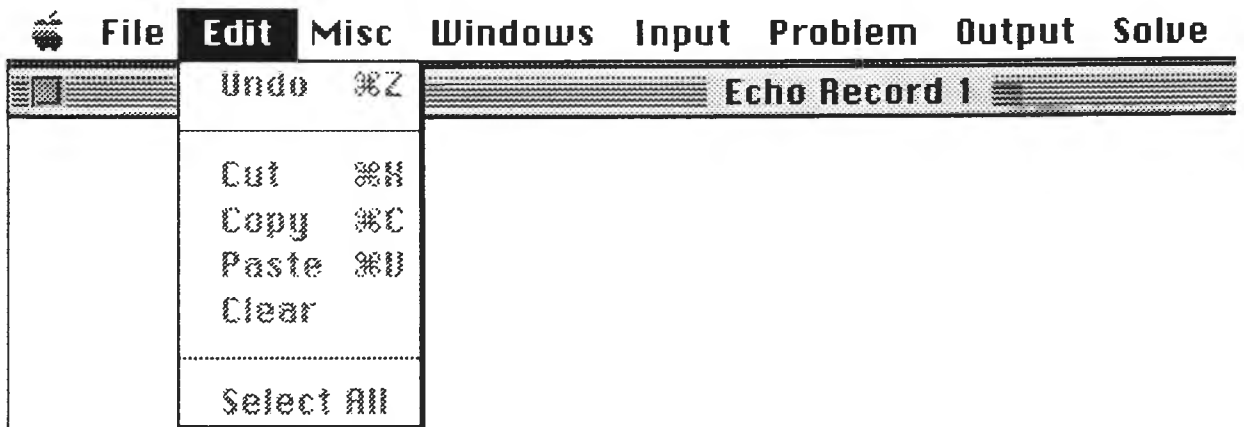 File Edit Misc Windows Input Problem Output Solve
Echo Record 1
Undo ⌘Z
Cut ⌘X
Copy ⌘C
Paste ⌘V
Clear
Select All